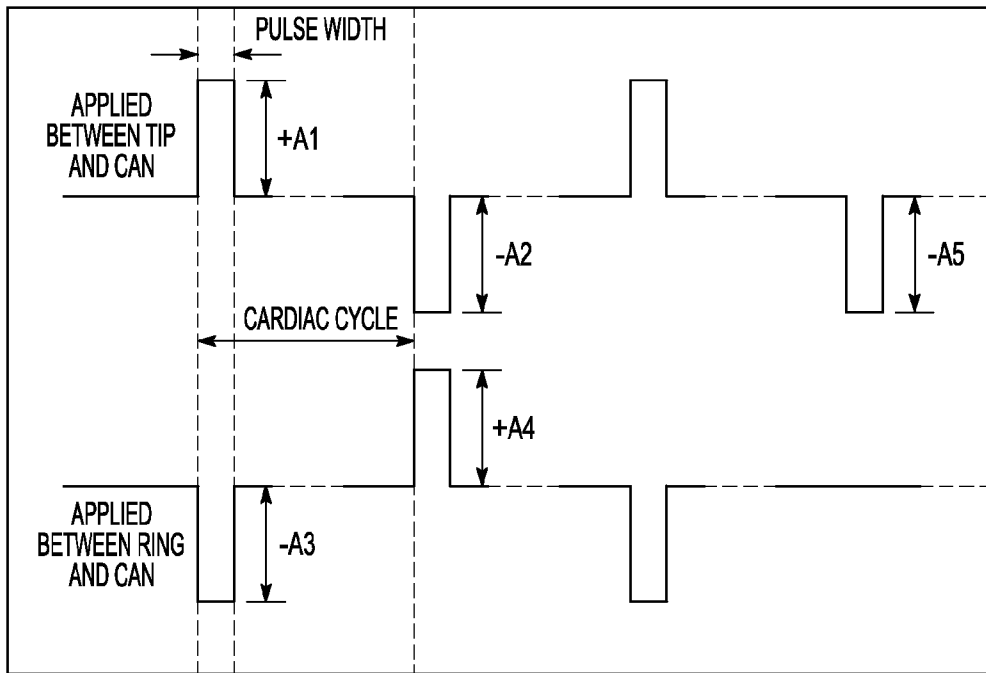 PULSE WIDTH
APPLIED
BETWEEN TIP
AND CAN
+A1
-A2
-A5
CARDIAC CYCLE
+A4
APPLIED
BETWEEN RING
AND CAN
-A3